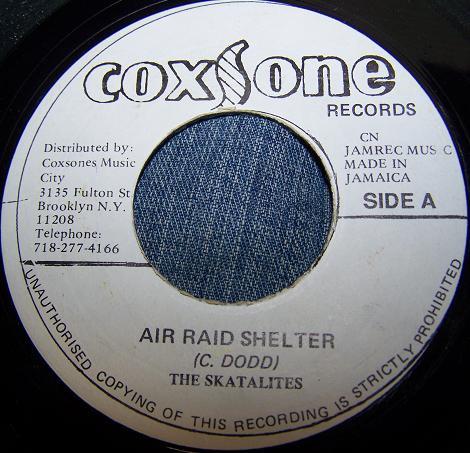 coxsone
RECORDS
Distributed by:
Coxsones Music
City
3135 Fulton St
Brooklyn N.Y.
11208
Telephone:
718-277-4166
CN
JAMREC MUS C
MADE IN
JAMAICA
SIDE A
AIR RAID SHELTER
(C. DODD)
THE SKATALITES
UNAUTHORISED COPYING OF THIS RECORDING IS STRICTLY PROHIBITED